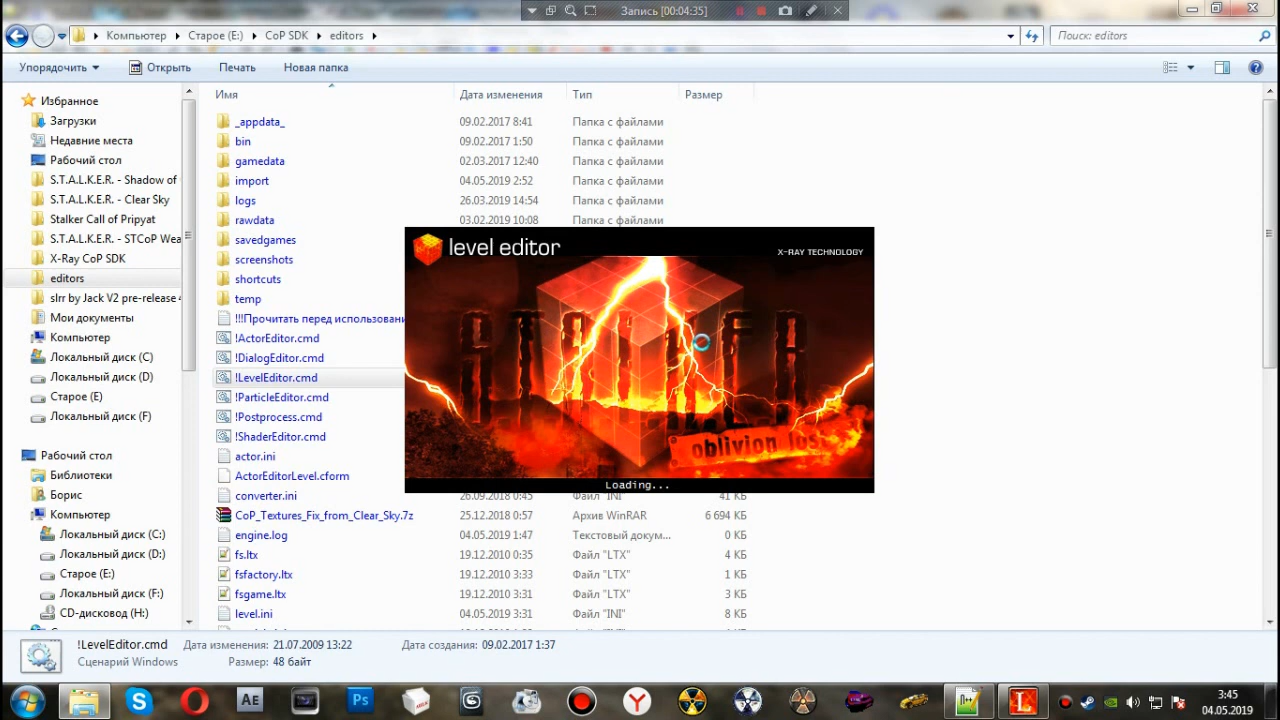 Запись [00:04:35]
Компьютер
Старое (E:)
CoP SDK
editors
Поиск: editors
Упорядочить
Открыть
Печать
Новая папка
Имя
Дата изменения
Тип
Размер
Избранное
Загрузки
Недавние места
Рабочий стол
S.T.A.L.K.E.R. - Shadow of
S.T.A.L.K.E.R. - Clear Sky
Stalker Call of Pripyat
S.T.A.L.K.E.R. - STCoP Wea
X-Ray CoP SDK
editors
slrr by Jack V2 pre-release 4
Мои документы
Компьютер
Локальный диск (C)
Локальный диск (D)
Старое (E)
Локальный диск (F)
Рабочий стол
Библиотеки
Борис
Компьютер
Локальный диск (C:)
Локальный диск (D:)
Старое (E:)
Локальный диск (F:)
CD-дисковод (H:)
_appdata_ 09.02.2017 8:41 Папка с файлами
bin 09.02.2017 1:50 Папка с файлами
gamedata 02.03.2017 12:40 Папка с файлами
import 04.05.2019 2:52 Папка с файлами
logs 26.03.2019 14:54 Папка с файлами
rawdata 03.02.2019 10:08 Папка с файлами
savedgames
screenshots
shortcuts
temp
!!!Прочитать перед использовани
!ActorEditor.cmd
!DialogEditor.cmd
!LevelEditor.cmd
!ParticleEditor.cmd
!Postprocess.cmd
!ShaderEditor.cmd
actor.ini
ActorEditorLevel.cform
converter.ini 26.09.2018 0:45 Файл "INI" 41 КБ
CoP_Textures_Fix_from_Clear_Sky.7z 25.12.2018 0:57 Архив WinRAR 6 694 КБ
engine.log 04.05.2019 1:47 Текстовый докум... 0 КБ
fs.ltx 19.12.2010 0:35 Файл "LTX" 4 КБ
fsfactory.ltx 19.12.2010 3:33 Файл "LTX" 1 КБ
fsgame.ltx 19.12.2010 3:31 Файл "LTX" 2 КБ
level.ini 04.05.2019 3:31 Файл "INI" 8 КБ
level editor
X-RAY TECHNOLOGY
oblivion lost
Loading...
!LevelEditor.cmd Дата изменения: 21.07.2009 13:22 Дата создания: 09.02.2017 1:37
Сценарий Windows Размер: 48 байт
AE
Ps
3:45
04.05.2019